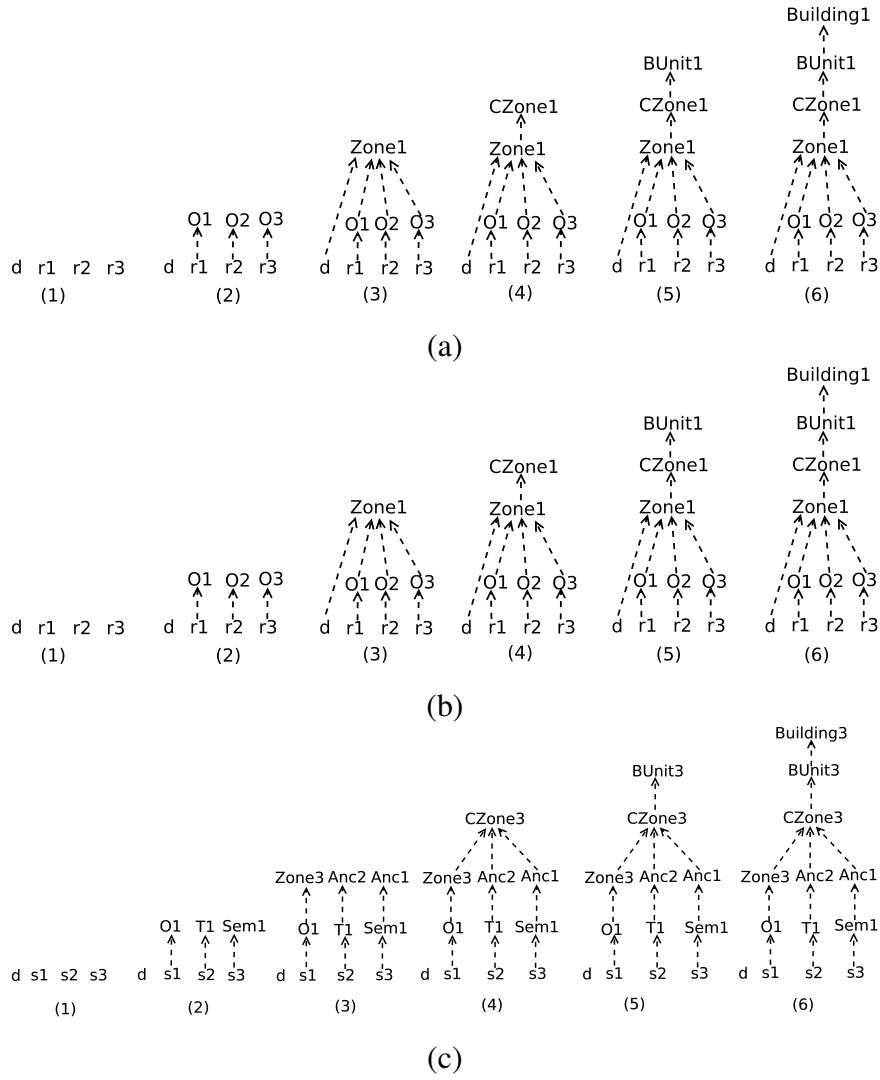 Building1
BUnit1 BUnit1
CZone1 CZone1 CZone1
Zone1 Zone1 Zone1 Zone1
O1 O2 O3 O1 O2 O3 O1 O2 O3 O1 O2 O3 O1 O2 O3
d r1 r2 r3 d r1 r2 r3 d r1 r2 r3 d r1 r2 r3 d r1 r2 r3 d r1 r2 r3
(1) (2) (3) (4) (5) (6)
(a)
Building1
BUnit1 BUnit1
CZone1 CZone1 CZone1
Zone1 Zone1 Zone1 Zone1
O1 O2 O3 O1 O2 O3 O1 O2 O3 O1 O2 O3 O1 O2 O3
d r1 r2 r3 d r1 r2 r3 d r1 r2 r3 d r1 r2 r3 d r1 r2 r3 d r1 r2 r3
(1) (2) (3) (4) (5) (6)
(b)
Building3
BUnit3 BUnit3
CZone3 CZone3 CZone3
Zone3 Anc2 Anc1 Zone3 Anc2 Anc1 Zone3 Anc2 Anc1 Zone3 Anc2 Anc1
O1 T1 Sem1 O1 T1 Sem1 O1 T1 Sem1 O1 T1 Sem1 O1 T1 Sem1
d s1 s2 s3 d s1 s2 s3 d s1 s2 s3 d s1 s2 s3 d s1 s2 s3 d s1 s2 s3
(1) (2) (3) (4) (5) (6)
(c)